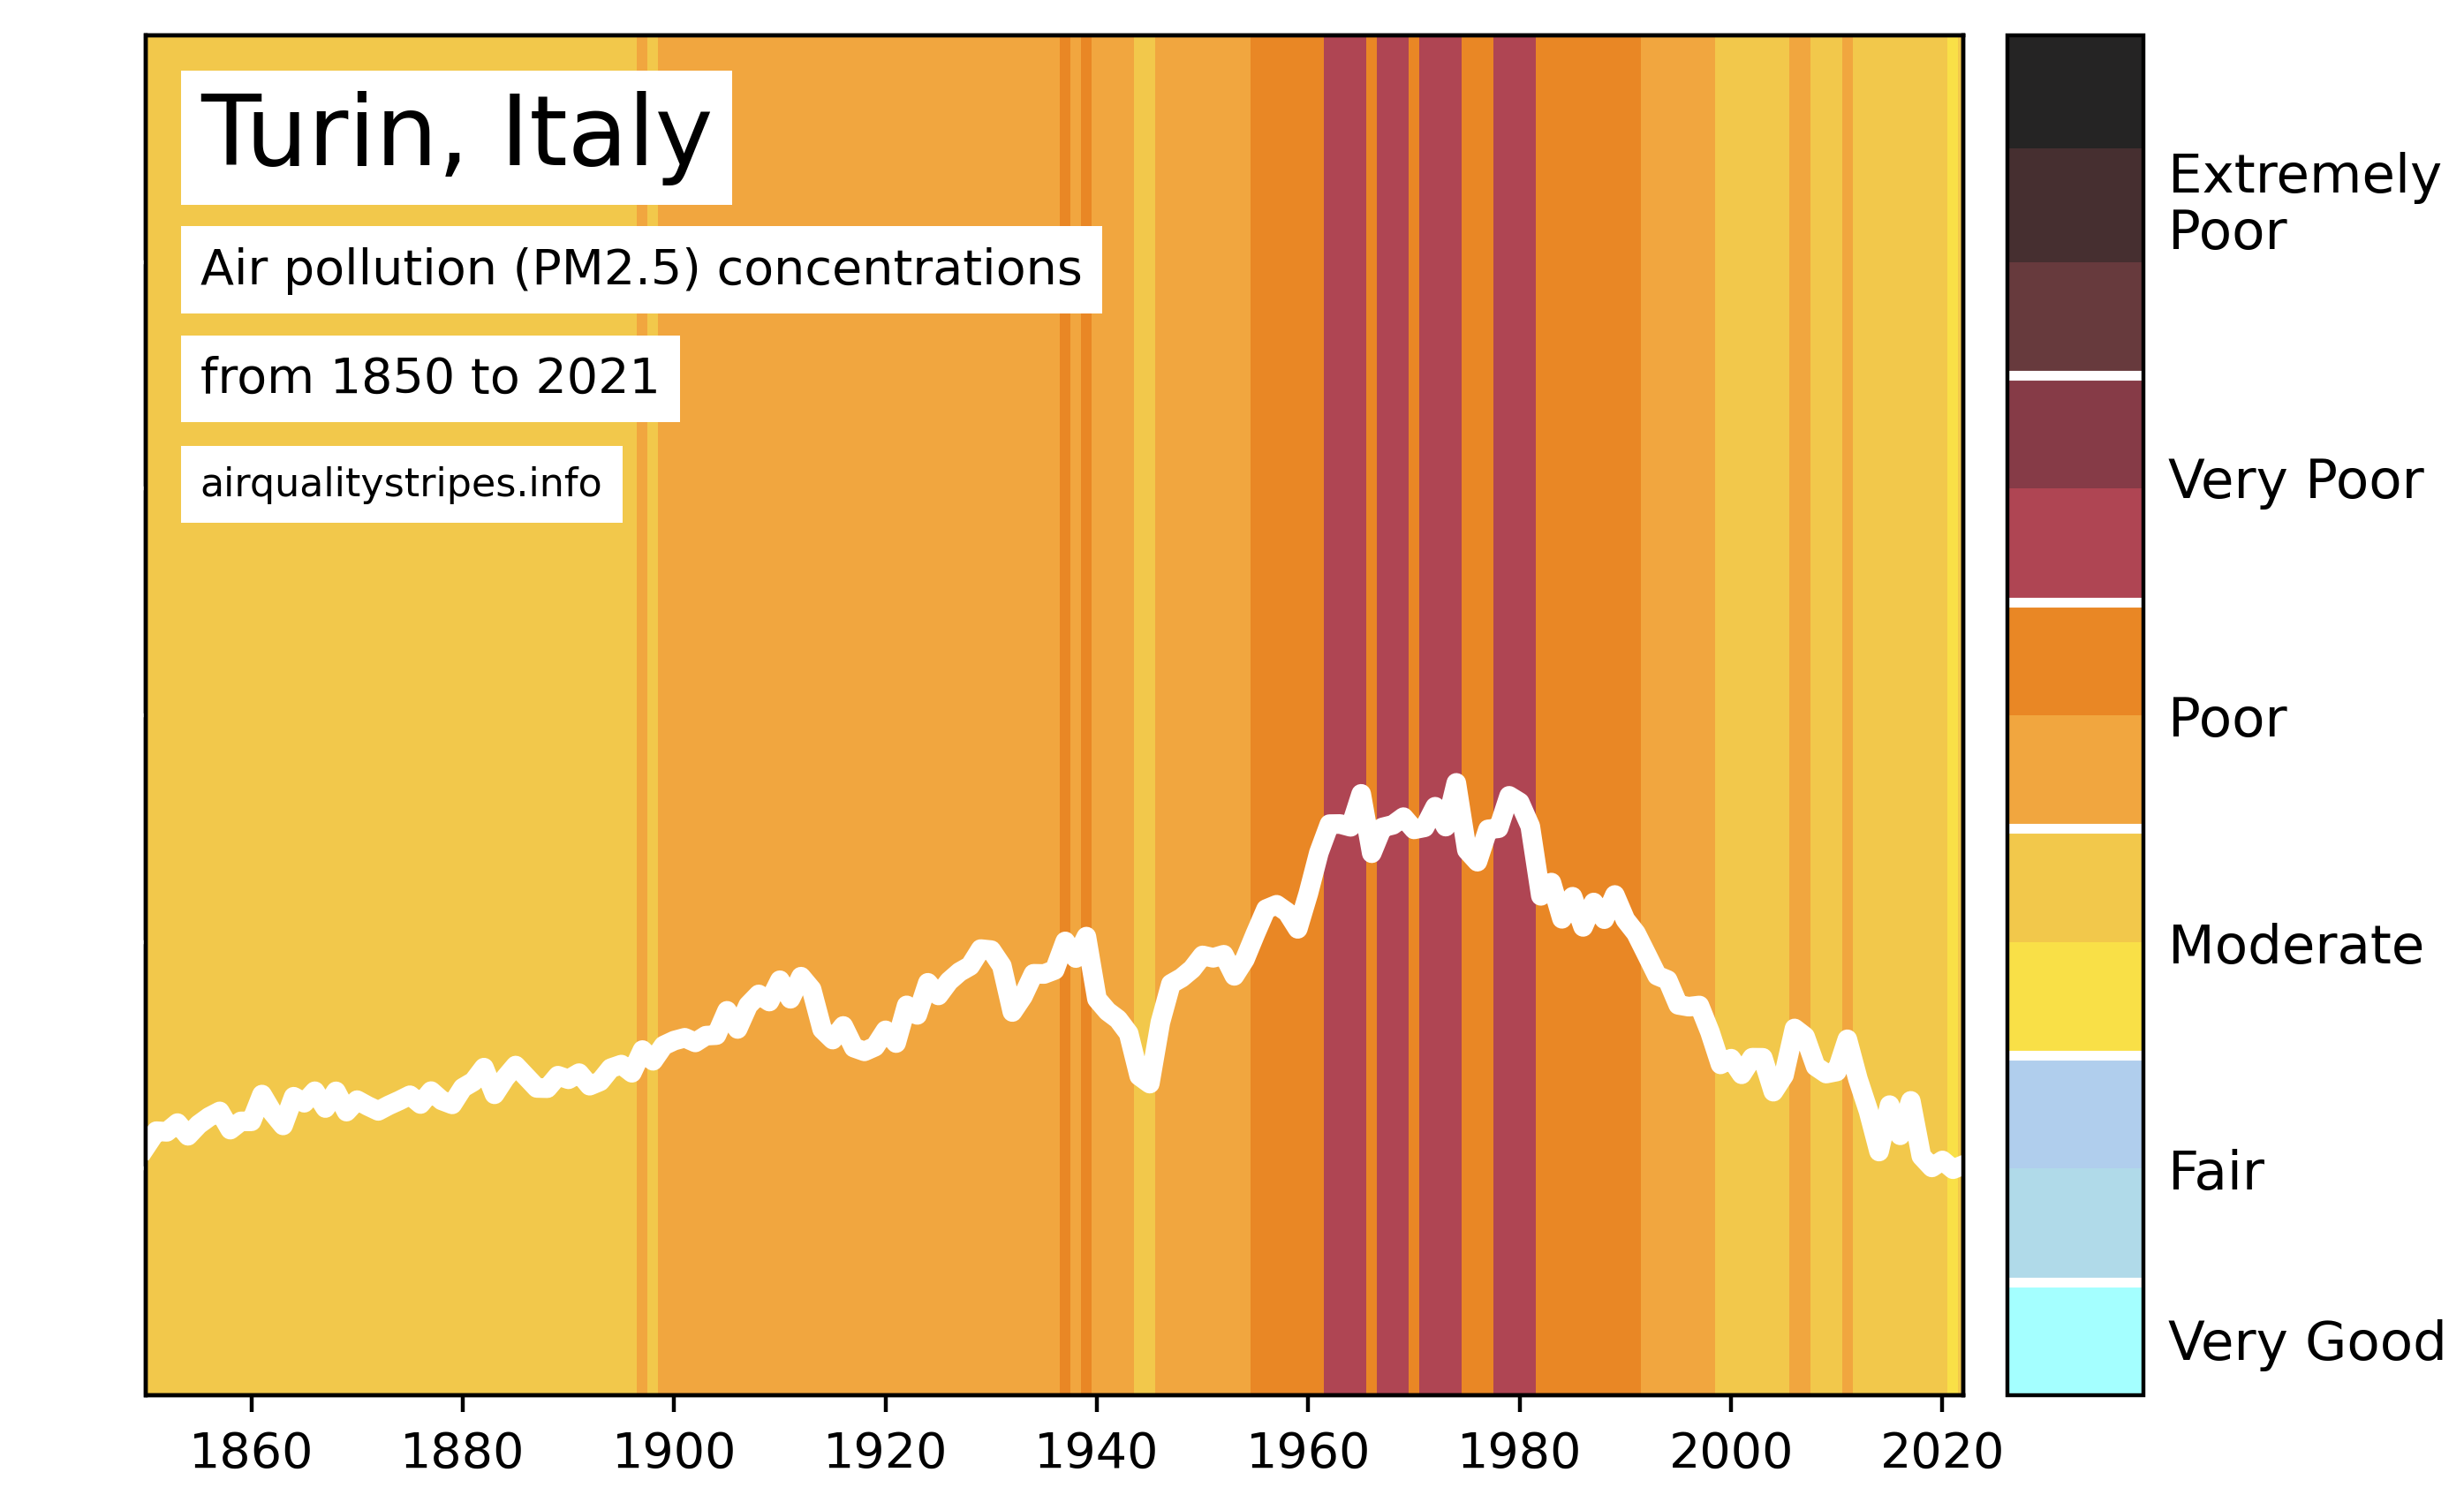 Turin, Italy
Air pollution (PM2.5) concentrations
from 1850 to 2021
airqualitystripes.info
Extremely
Poor
Very Poor
Poor
Moderate
Fair
Very Good
1860 1880 1900 1920 1940 1960 1980 2000 2020